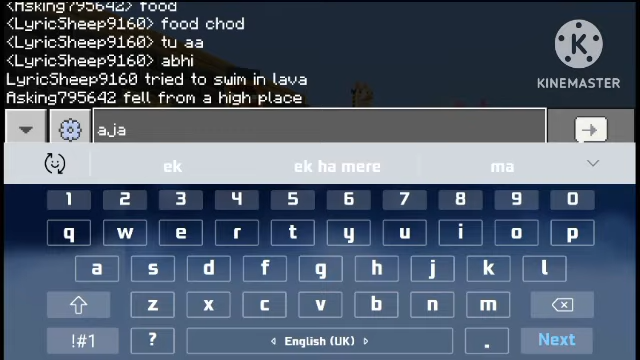 <Asking795642> food
<LyricSheep9160> food chod
<LyricSheep9160> tu aa
<LyricSheep9160> abhi
LyricSheep9160 tried to swim in lava
Asking795642 fell from a high place
K
KINEMASTER
aja
ek ek ha mere ma
1 2 3 4 5 6 7 8 9 0
q w e r t y u i o p
a s d f g h j k l
z x c v b n m
!#1 ? English (UK) . Next